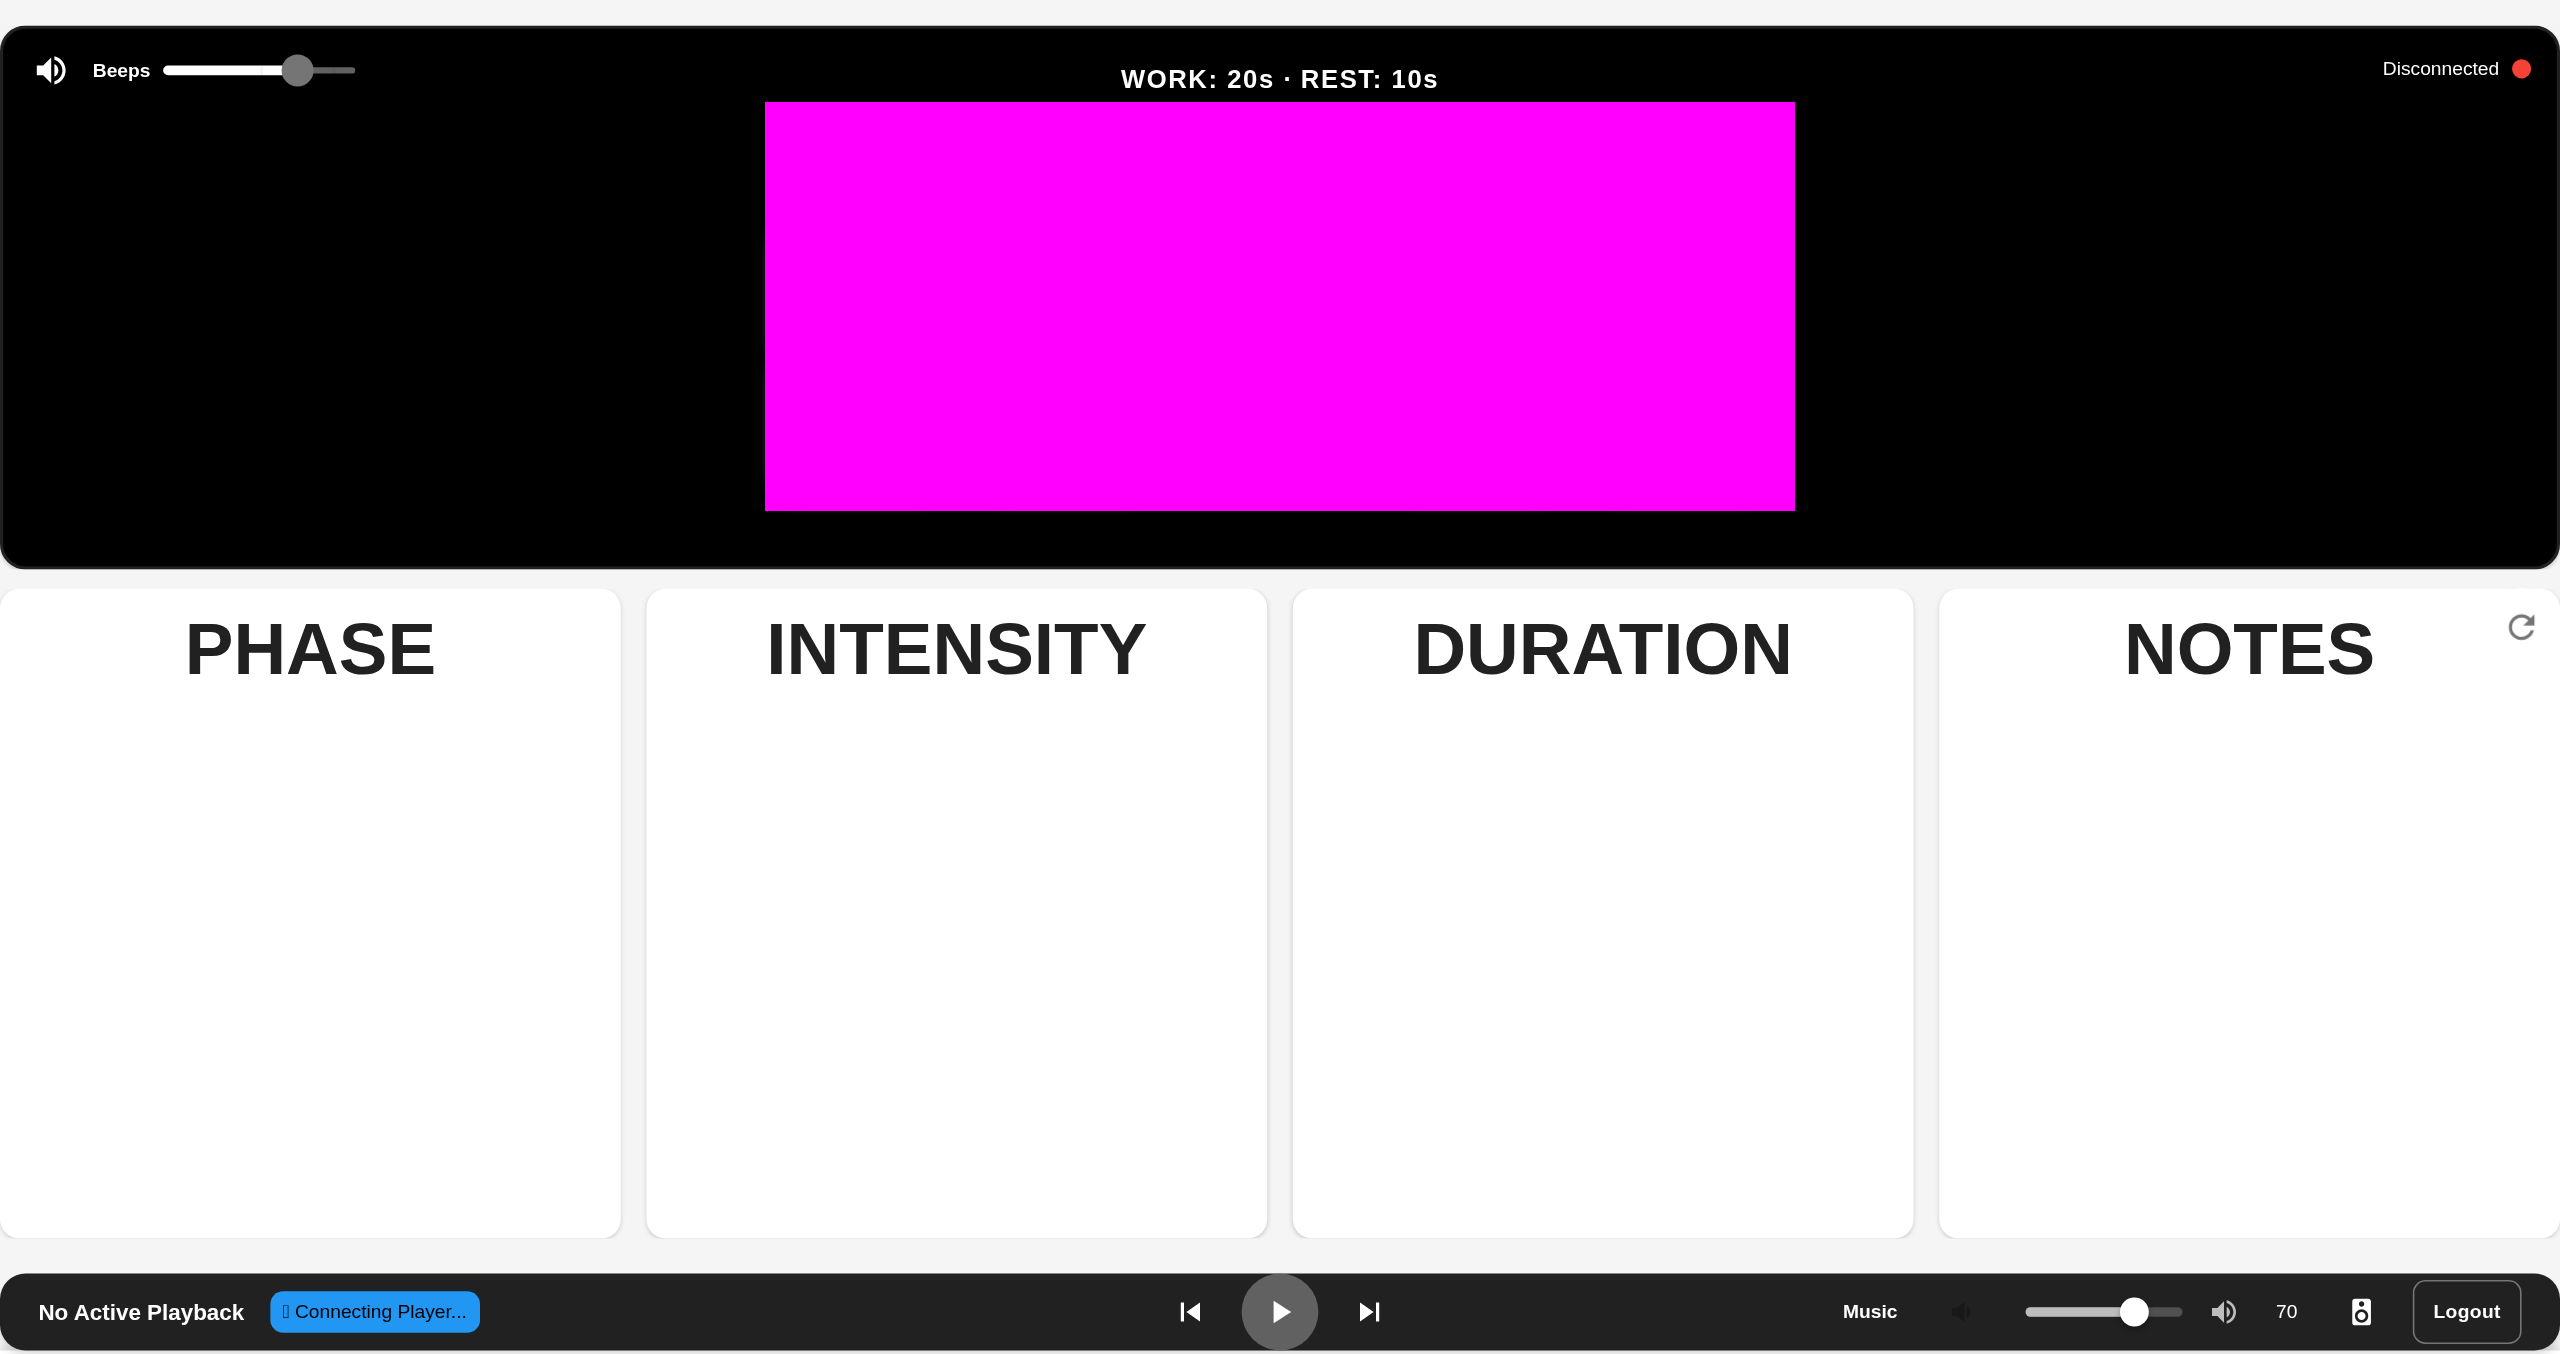 Beeps
WORK: 20s · REST: 10s
Disconnected
PHASE
INTENSITY
DURATION
NOTES
No Active Playback
Connecting Player...
Music
70
Logout